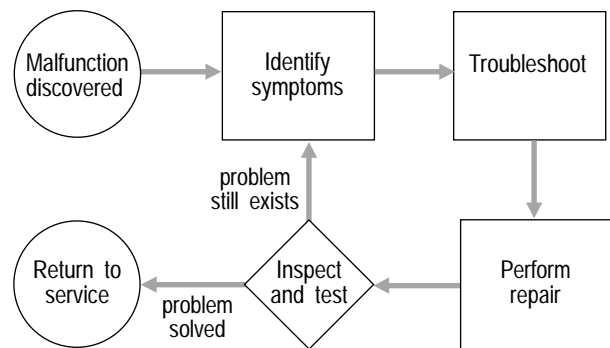 Malfunction
discovered
Identify
symptoms
Troubleshoot
problem
still exists
Return to
service
problem
solved
Inspect
and test
Perform
repair